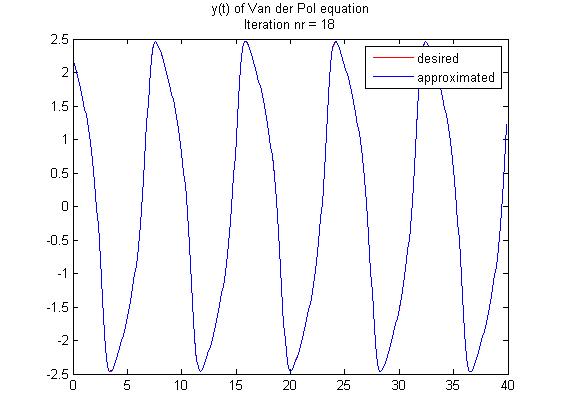 y(t) of Van der Pol equation
Iteration nr = 18
desired
approximated
2.5
2
1.5
1
0.5
0
-0.5
-1
-1.5
-2
-2.5
0 5 10 15 20 25 30 35 40